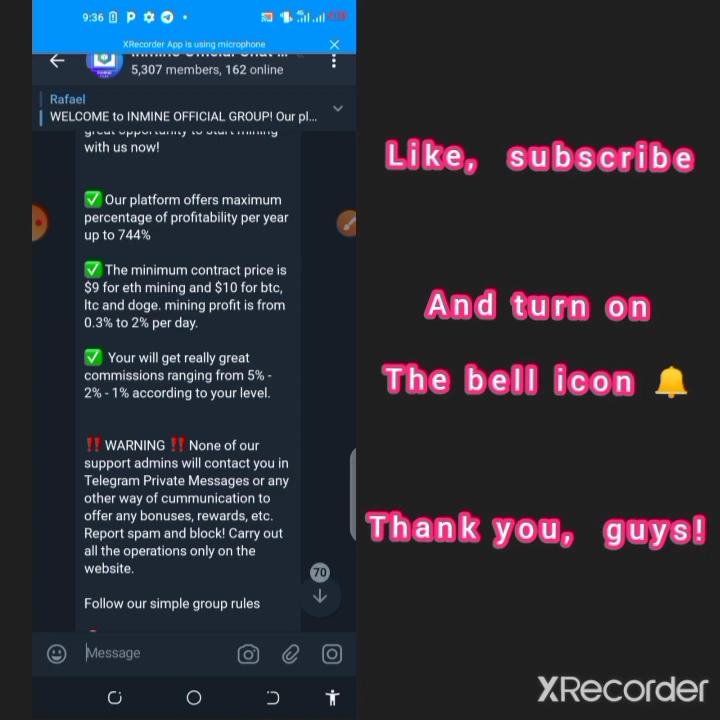 9:36
XRecorder App is using microphone
5,307 members, 162 online
Rafael
WELCOME to INMINE OFFICIAL GROUP! Our pl...
great opportunity to start mining
with us now!
✅ Our platform offers maximum
percentage of profitability per year
up to 744%
✅ The minimum contract price is
$9 for eth mining and $10 for btc,
ltc and doge. mining profit is from
0.3% to 2% per day.
✅ Your will get really great
commissions ranging from 5% -
2% - 1% according to your level.
‼️ WARNING ‼️ None of our
support admins will contact you in
Telegram Private Messages or any
other way of cummunication to
offer any bonuses, rewards, etc.
Report spam and block! Carry out
all the operations only on the
website.
70
Follow our simple group rules
Message
Like, subscribe
And turn on
The bell icon 🔔
Thank you, guys!
XRecorder